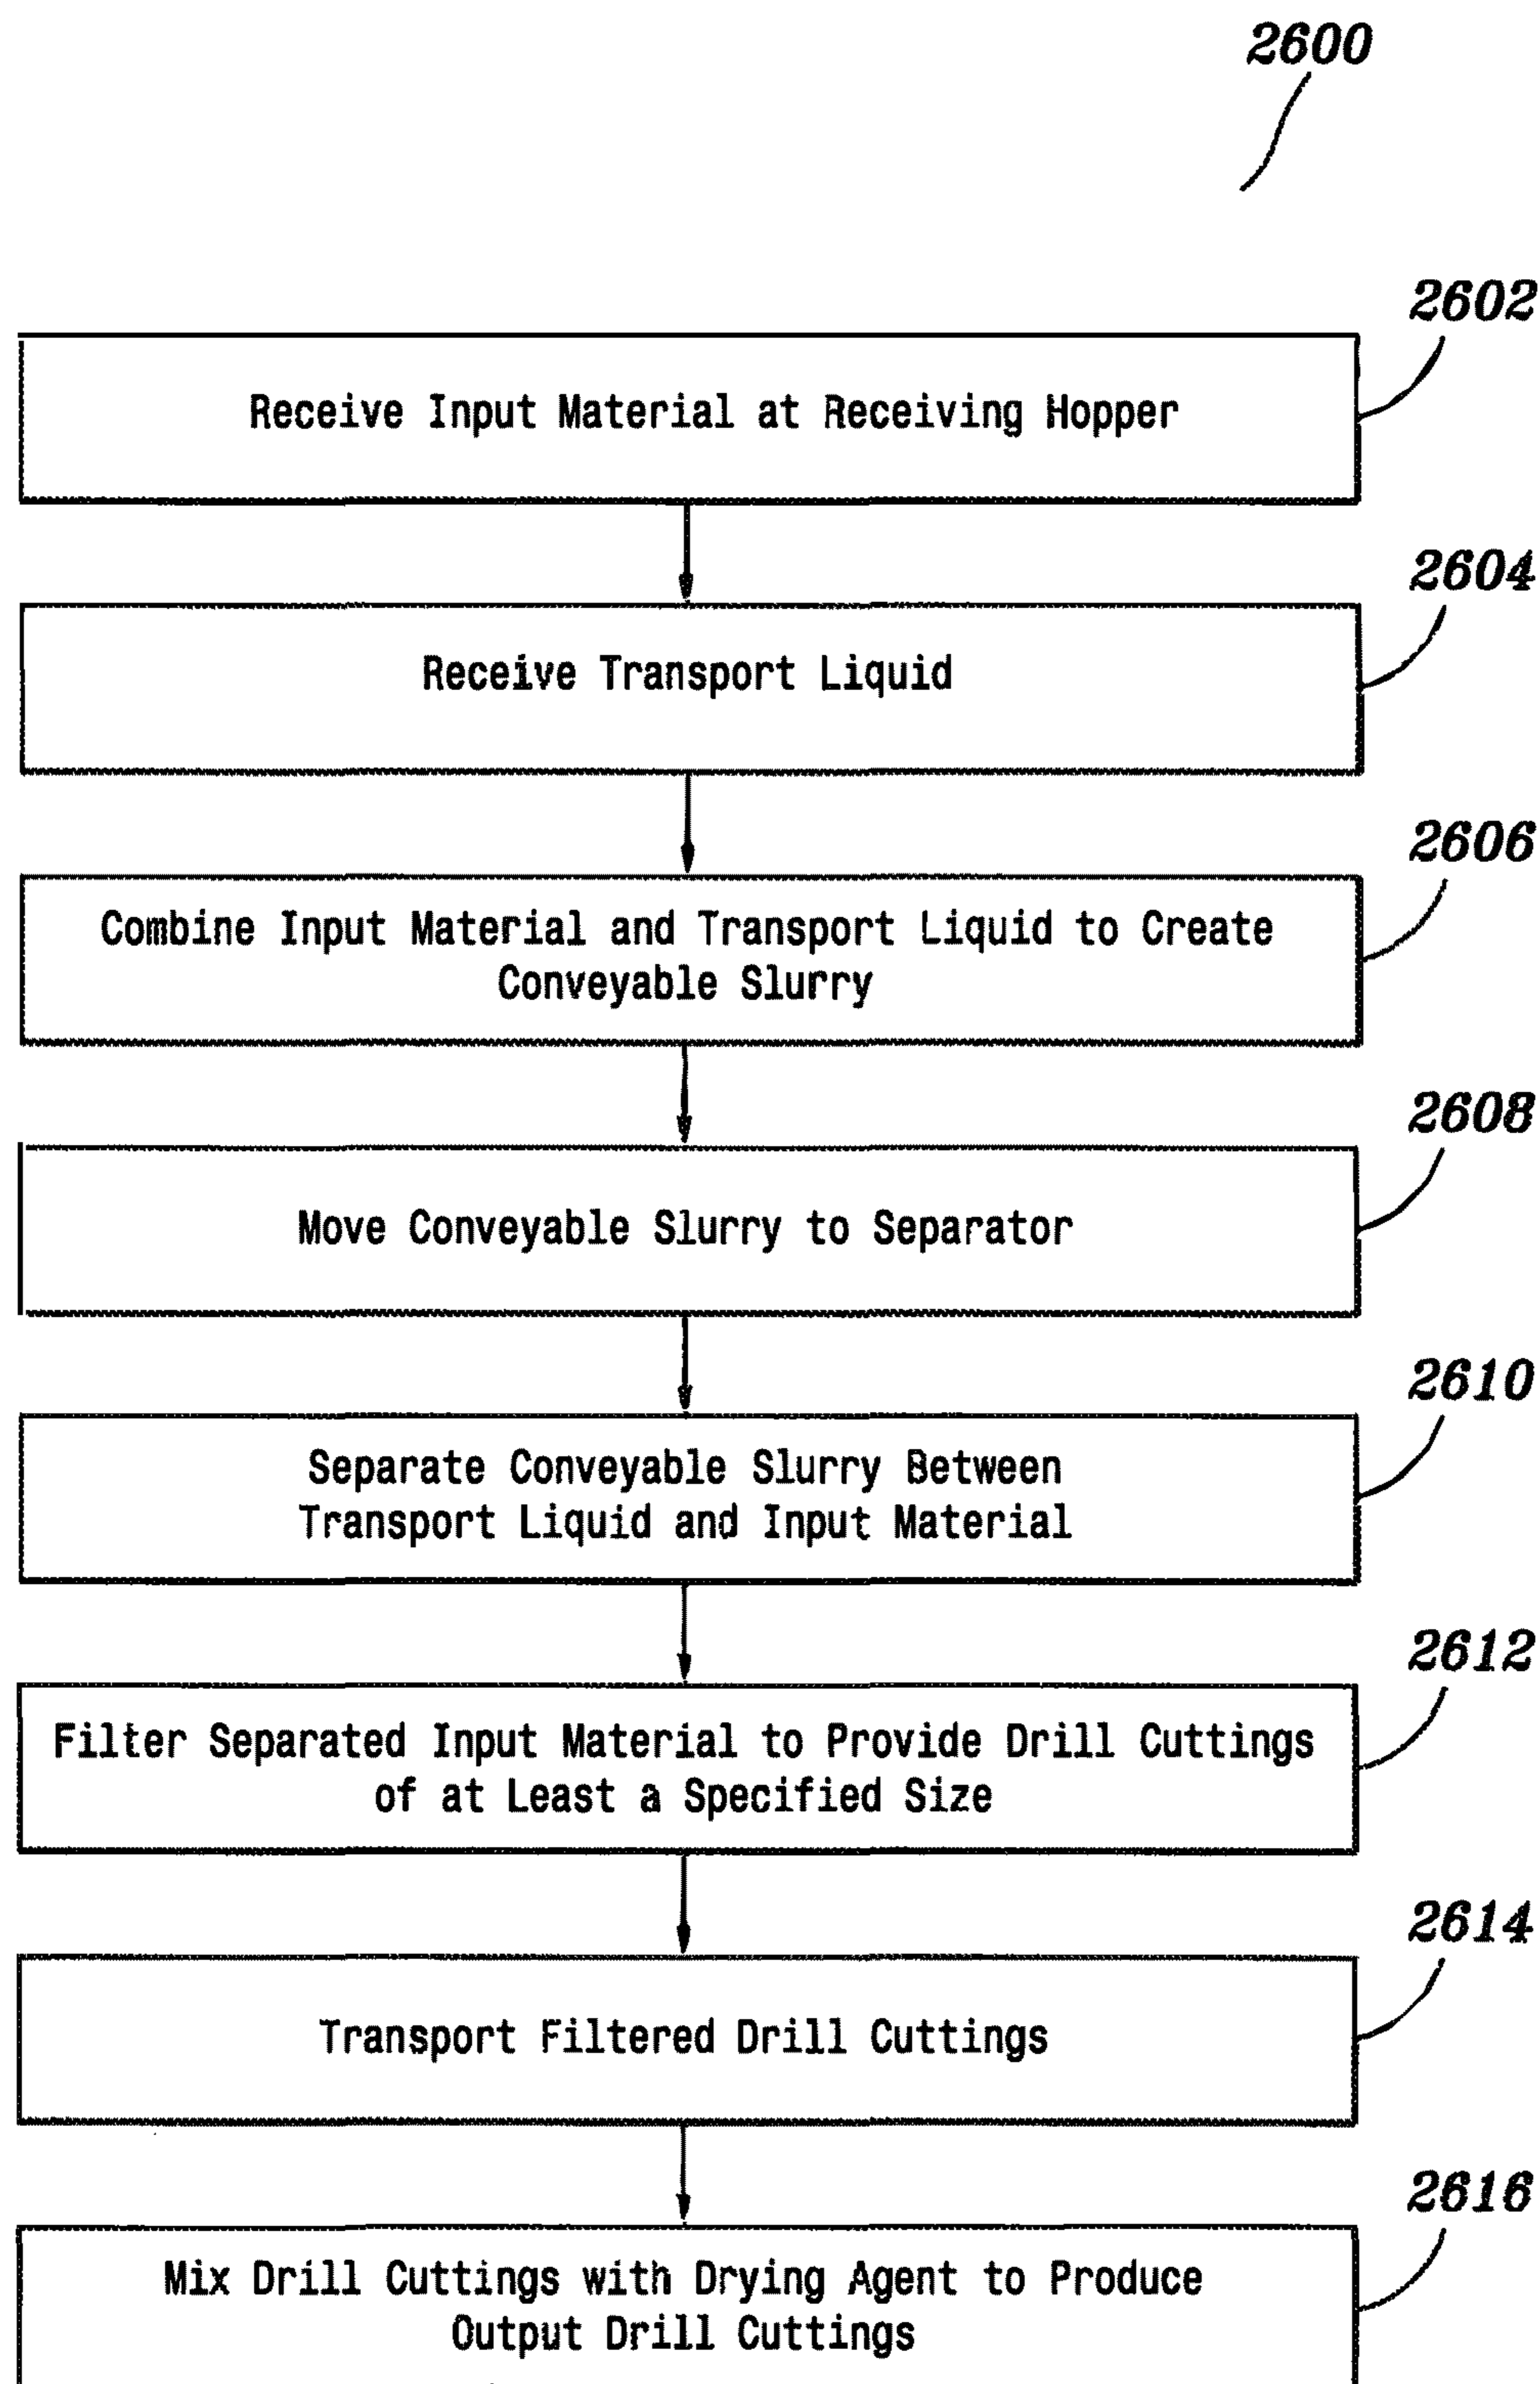 2600
2602
Receive Input Material at Receiving Hopper
2604
Receive Transport Liquid
2606
Combine Input Material and Transport Liquid to Create
Conveyable Slurry
2608
Move Conveyable Slurry to Separator
2610
Separate Conveyable Slurry Between
Transport Liquid and Input Material
2612
Filter Separated Input Material to Provide Drill Cuttings
of at Least a Specified Size
2614
Transport Filtered Drill Cuttings
2616
Mix Drill Cuttings with Drying Agent to Produce
Output Drill Cuttings